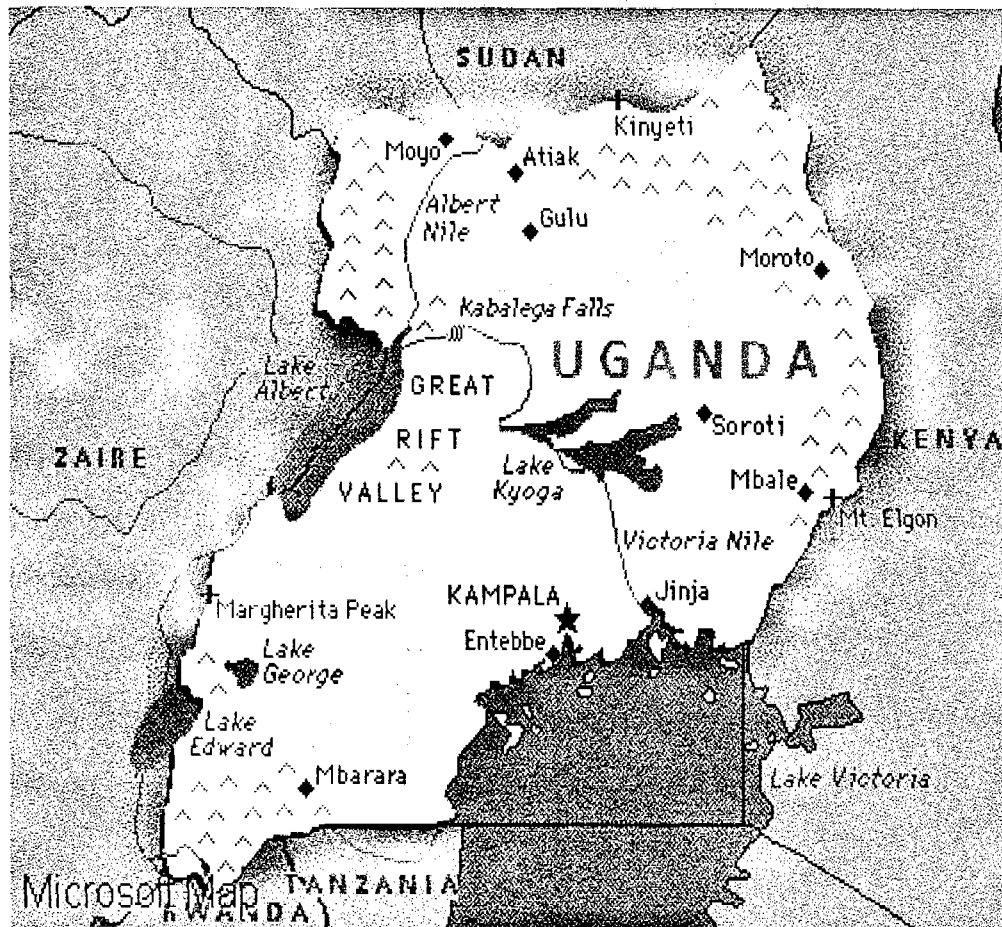 SUDAN
Kinyeti
Moyo
Atiak
Albert
Nile
Gulu
Moroto
Kabalega Falls
UGANDA
Lake
Albert
GREAT
RIFT
VALLEY
Soroti
KENYA
ZAIRE
Lake
Kyoga
Mbale
Mt. Elgon
Victoria Nile
KAMPALA
Jinja
Margherita Peak
Entebbe
Lake
George
Lake
Edward
Mbarara
Lake Victoria
Microsoft Map
TANZANIA
RWANDA